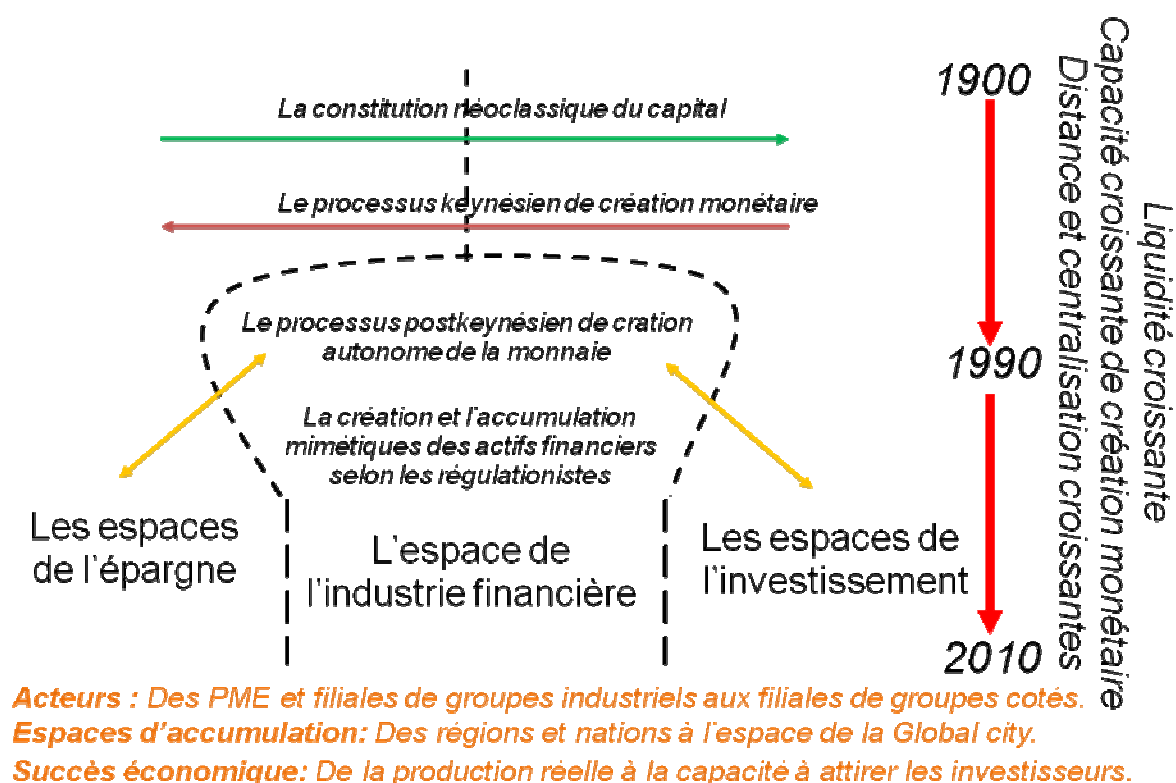 La constitution néoclassique du capital
Le processus keynésien de création monétaire
Le processus postkeynésien de cration
autonome de la monnaie
La création et l'accumulation
mimétiques des actifs financiers
selon les régulationistes
Les espaces
de l'épargne
L'espace de
l'industrie financière
Les espaces de
l'investissement
1900
1990
2010
Liquidité croissante
Capacité croissante de création monétaire
Distance et centralisation croissantes
Acteurs : Des PME et filiales de groupes industriels aux filiales de groupes cotés.
Espaces d'accumulation: Des régions et nations à l'espace de la Global city.
Succès économique: De la production réelle à la capacité à attirer les investisseurs.